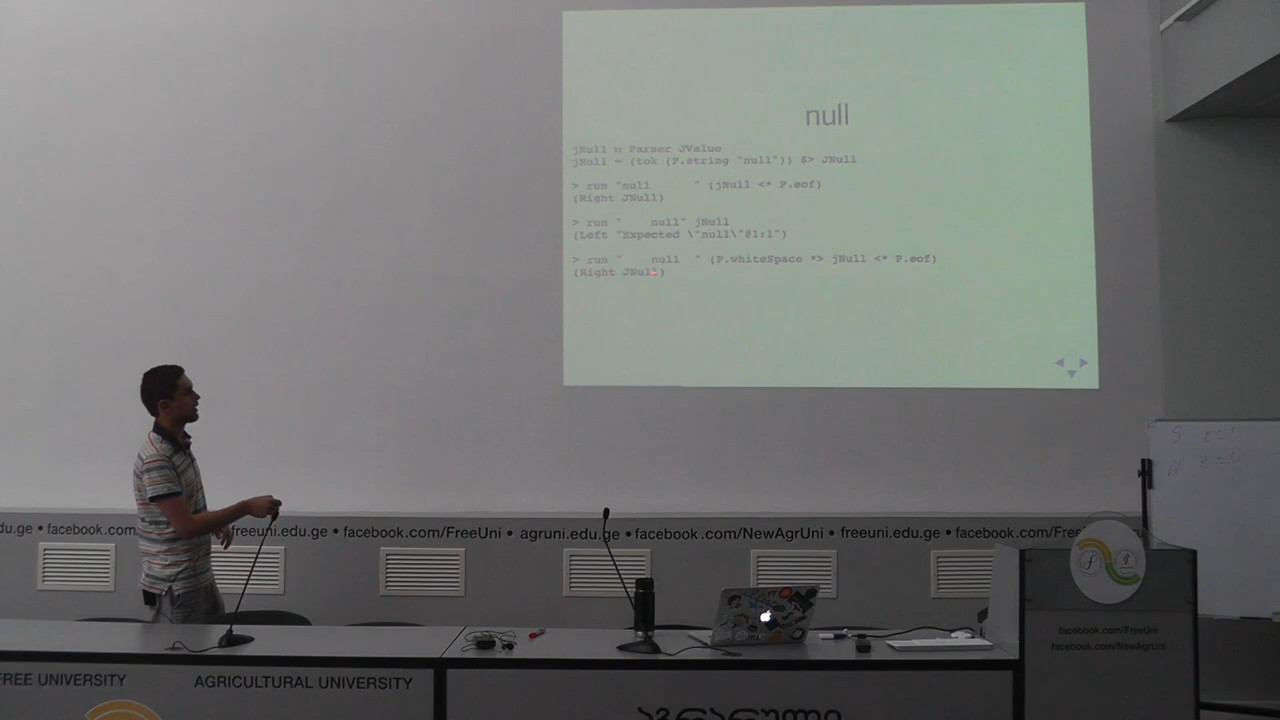 null
jNull :: Parser JValue
jNull = (tok (P.string "null")) $> JNull
> run "null      " (jNull <* P.eof)
(Right JNull)
> run "    null" jNull
(Left "Expected \"null\"@1:1")
> run "    null  " (P.whiteSpace *> jNull <* P.eof)
(Right JNull)
du.ge • facebook.com freeuni.edu.ge • facebook.com/FreeUni • agruni.edu.ge • facebook.com/NewAgrUni • freeuni.edu.ge • facebook.com/Fre
facebook.com/FreeUni
facebook.com/NewAgrUni
FREE UNIVERSITY
AGRICULTURAL UNIVERSITY